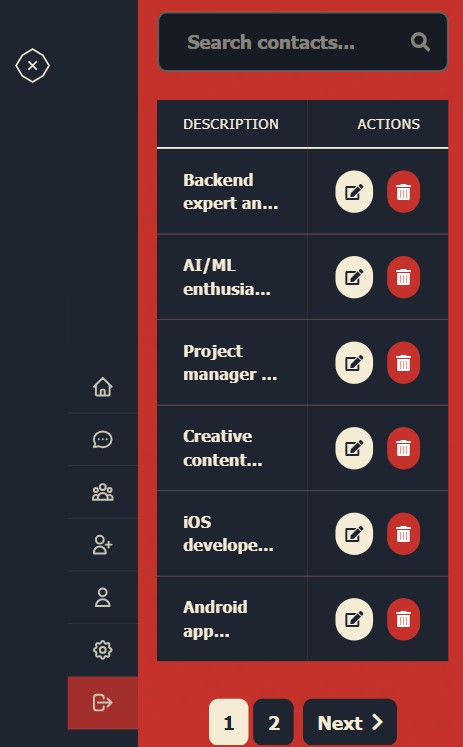 Search contacts...
DESCRIPTION ACTIONS
Backend
expert an...
AI/ML
enthusia...
Project
manager ...
Creative
content...
iOS
develope...
Android
app...
1 2 Next